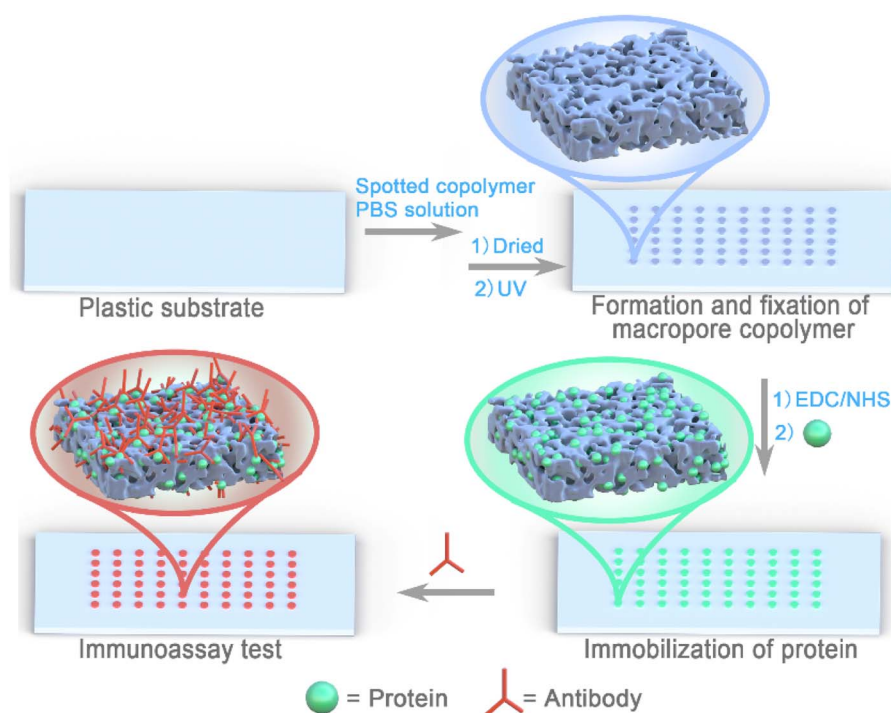 Spotted copolymer
PBS solution
1) Dried
2) UV
Plastic substrate
Formation and fixation of
macropore copolymer
1) EDC/NHS
2)
Immunoassay test
Immobilization of protein
= Protein
= Antibody